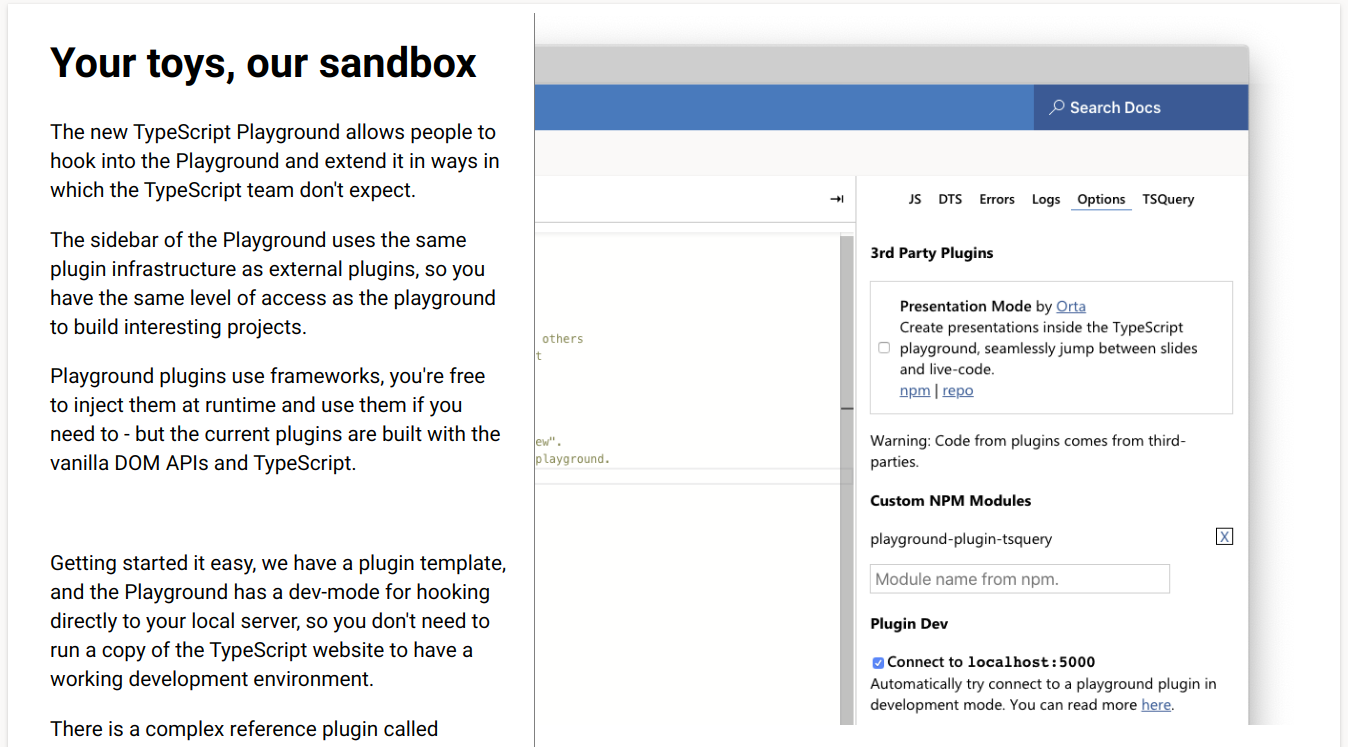 Your toys, our sandbox
The new TypeScript Playground allows people to
hook into the Playground and extend it in ways in
which the TypeScript team don't expect.
The sidebar of the Playground uses the same
plugin infrastructure as external plugins, so you
have the same level of access as the playground
to build interesting projects.
Playground plugins use frameworks, you're free
to inject them at runtime and use them if you
need to - but the current plugins are built with the
vanilla DOM APIs and TypeScript.
Getting started it easy, we have a plugin template,
and the Playground has a dev-mode for hooking
directly to your local server, so you don't need to
run a copy of the TypeScript website to have a
working development environment.
There is a complex reference plugin called
Search Docs
JS DTS Errors Logs Options TSQuery
others
t
ew".
playground.
3rd Party Plugins
Presentation Mode by Orta
Create presentations inside the TypeScript
playground, seamlessly jump between slides
and live-code.
npm | repo
Warning: Code from plugins comes from third-
parties.
Custom NPM Modules
playground-plugin-tsquery
X
Module name from npm.
Plugin Dev
Connect to localhost:5000
Automatically try connect to a playground plugin in
development mode. You can read more here.